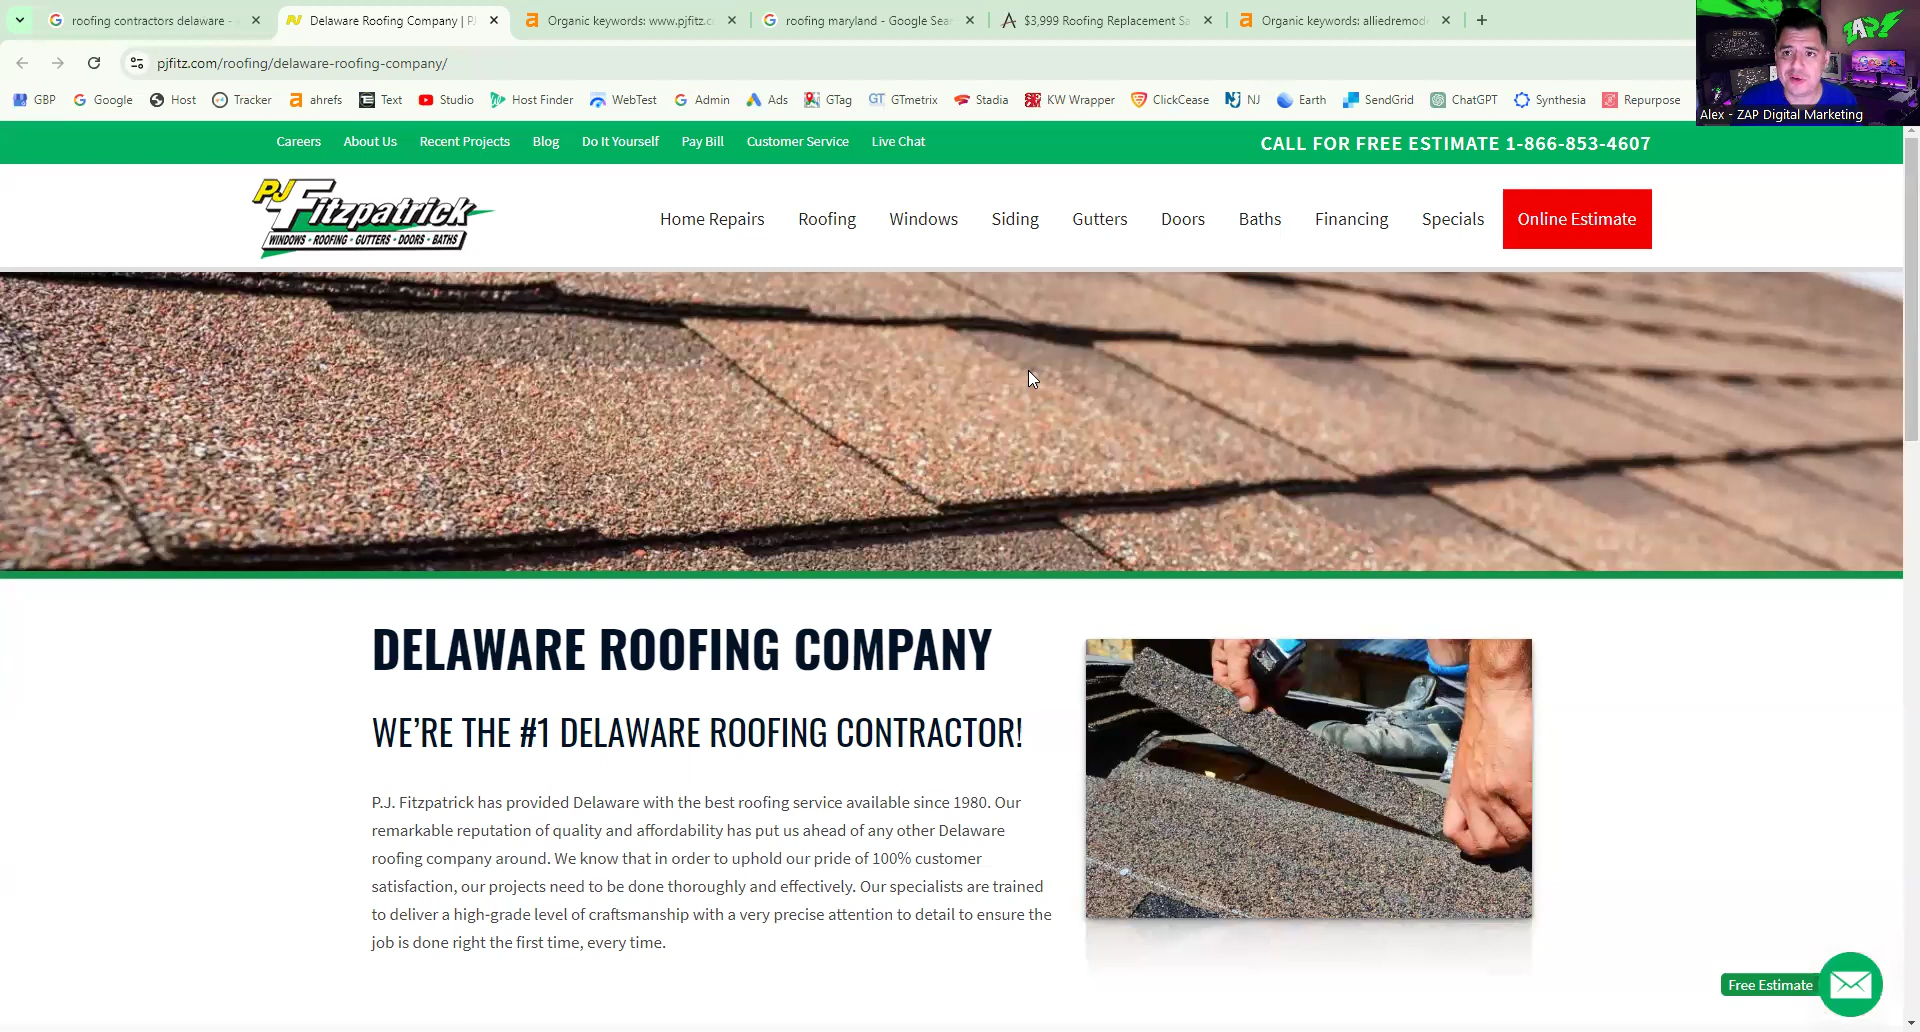 roofing contractors delaware -
Delaware Roofing Company | PJ
Organic keywords: www.pjfitz.c
roofing maryland - Google Sear
$3,999 Roofing Replacement Sa
Organic keywords: alliedremode
pjfitz.com/roofing/delaware-roofing-company/
GBP Google Host Tracker ahrefs Text Studio Host Finder WebTest Admin Ads GTag GTmetrix Stadia KW Wrapper ClickCease NJ Earth SendGrid ChatGPT Synthesia Repurpose
ZAP!
Alex - ZAP Digital Marketing
Careers About Us Recent Projects Blog Do It Yourself Pay Bill Customer Service Live Chat
CALL FOR FREE ESTIMATE 1-866-853-4607
PJ Fitzpatrick
WINDOWS • ROOFING • GUTTERS • DOORS • BATHS
Home Repairs Roofing Windows Siding Gutters Doors Baths Financing Specials Online Estimate
DELAWARE ROOFING COMPANY
WE’RE THE #1 DELAWARE ROOFING CONTRACTOR!
P.J. Fitzpatrick has provided Delaware with the best roofing service available since 1980. Our
remarkable reputation of quality and affordability has put us ahead of any other Delaware
roofing company around. We know that in order to uphold our pride of 100% customer
satisfaction, our projects need to be done thoroughly and effectively. Our specialists are trained
to deliver a high-grade level of craftsmanship with a very precise attention to detail to ensure the
job is done right the first time, every time.
Free Estimate